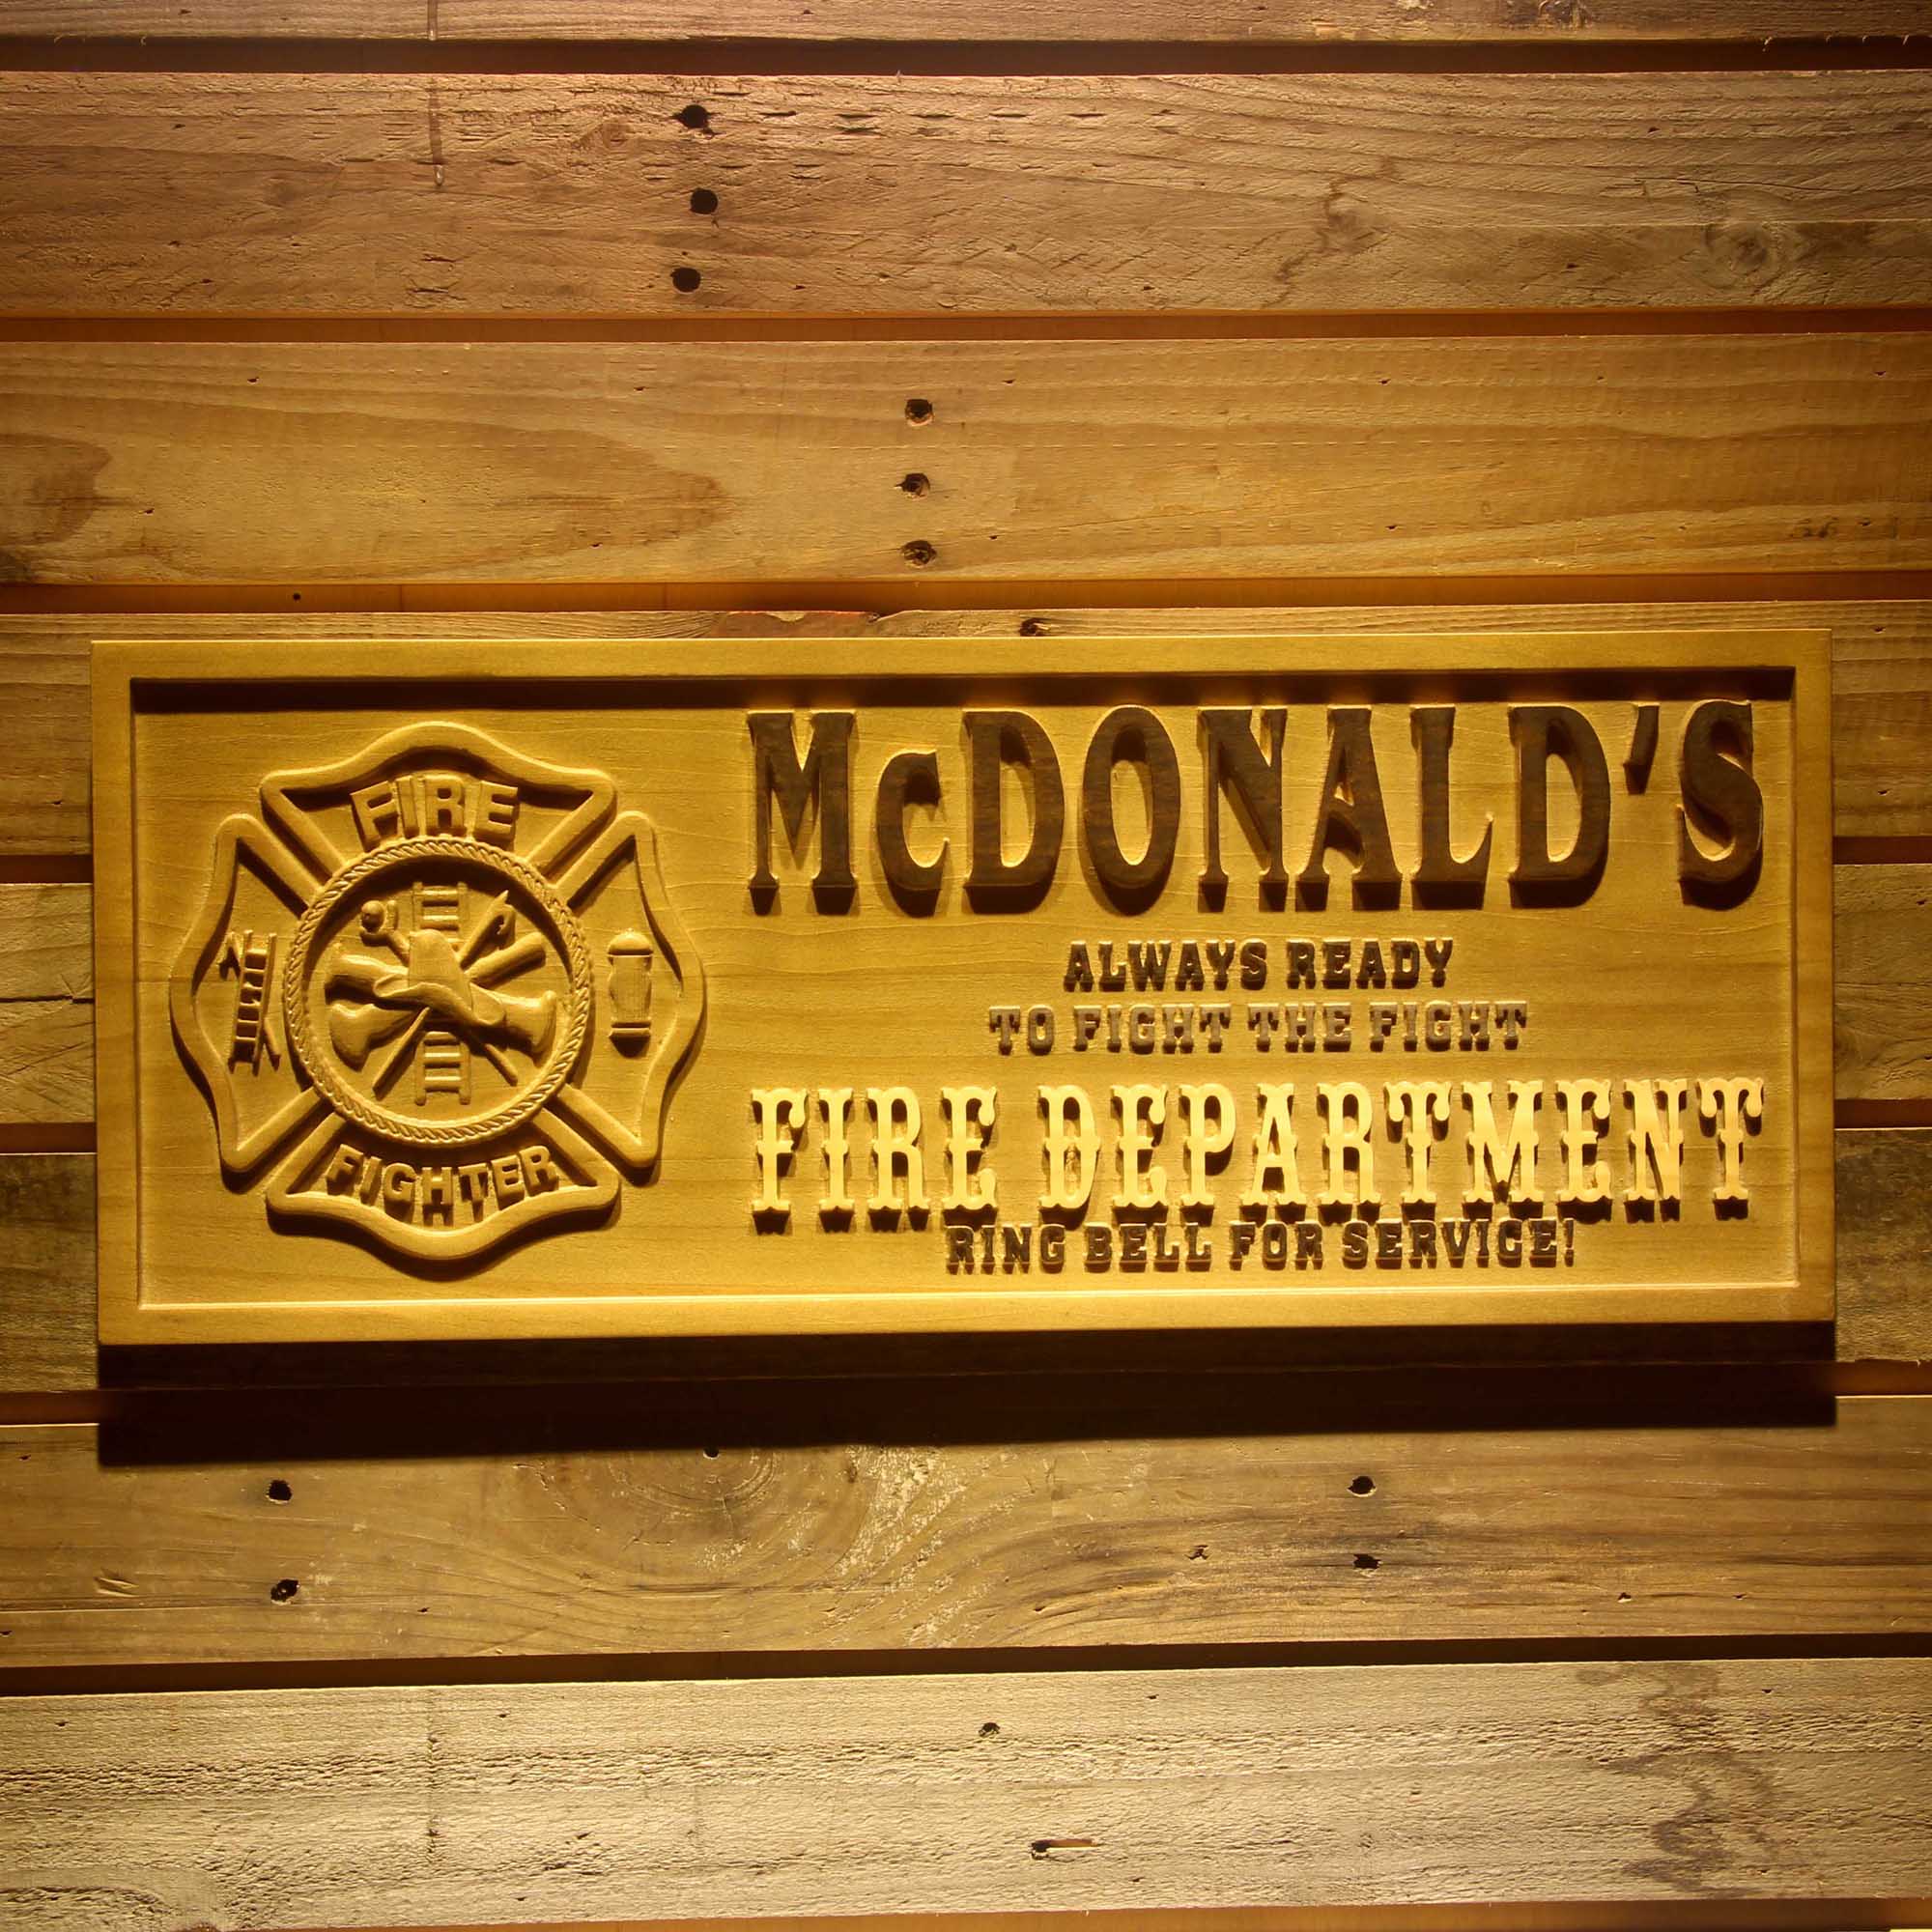 FIRE
FIGHTER
McDONALD'S
ALWAYS READY
TO FIGHT THE FIGHT
FIRE DEPARTMENT
RING BELL FOR SERVICE!